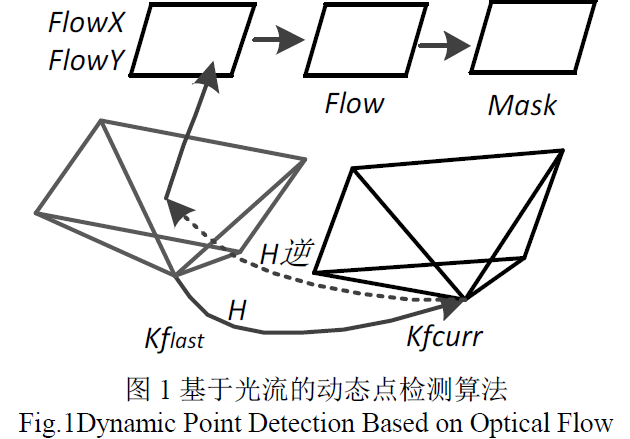 FlowX
FlowY
Flow
Mask
H逆
H
Kflast
Kfcurr
图 1 基于光流的动态点检测算法
Fig.1Dynamic Point Detection Based on Optical Flow